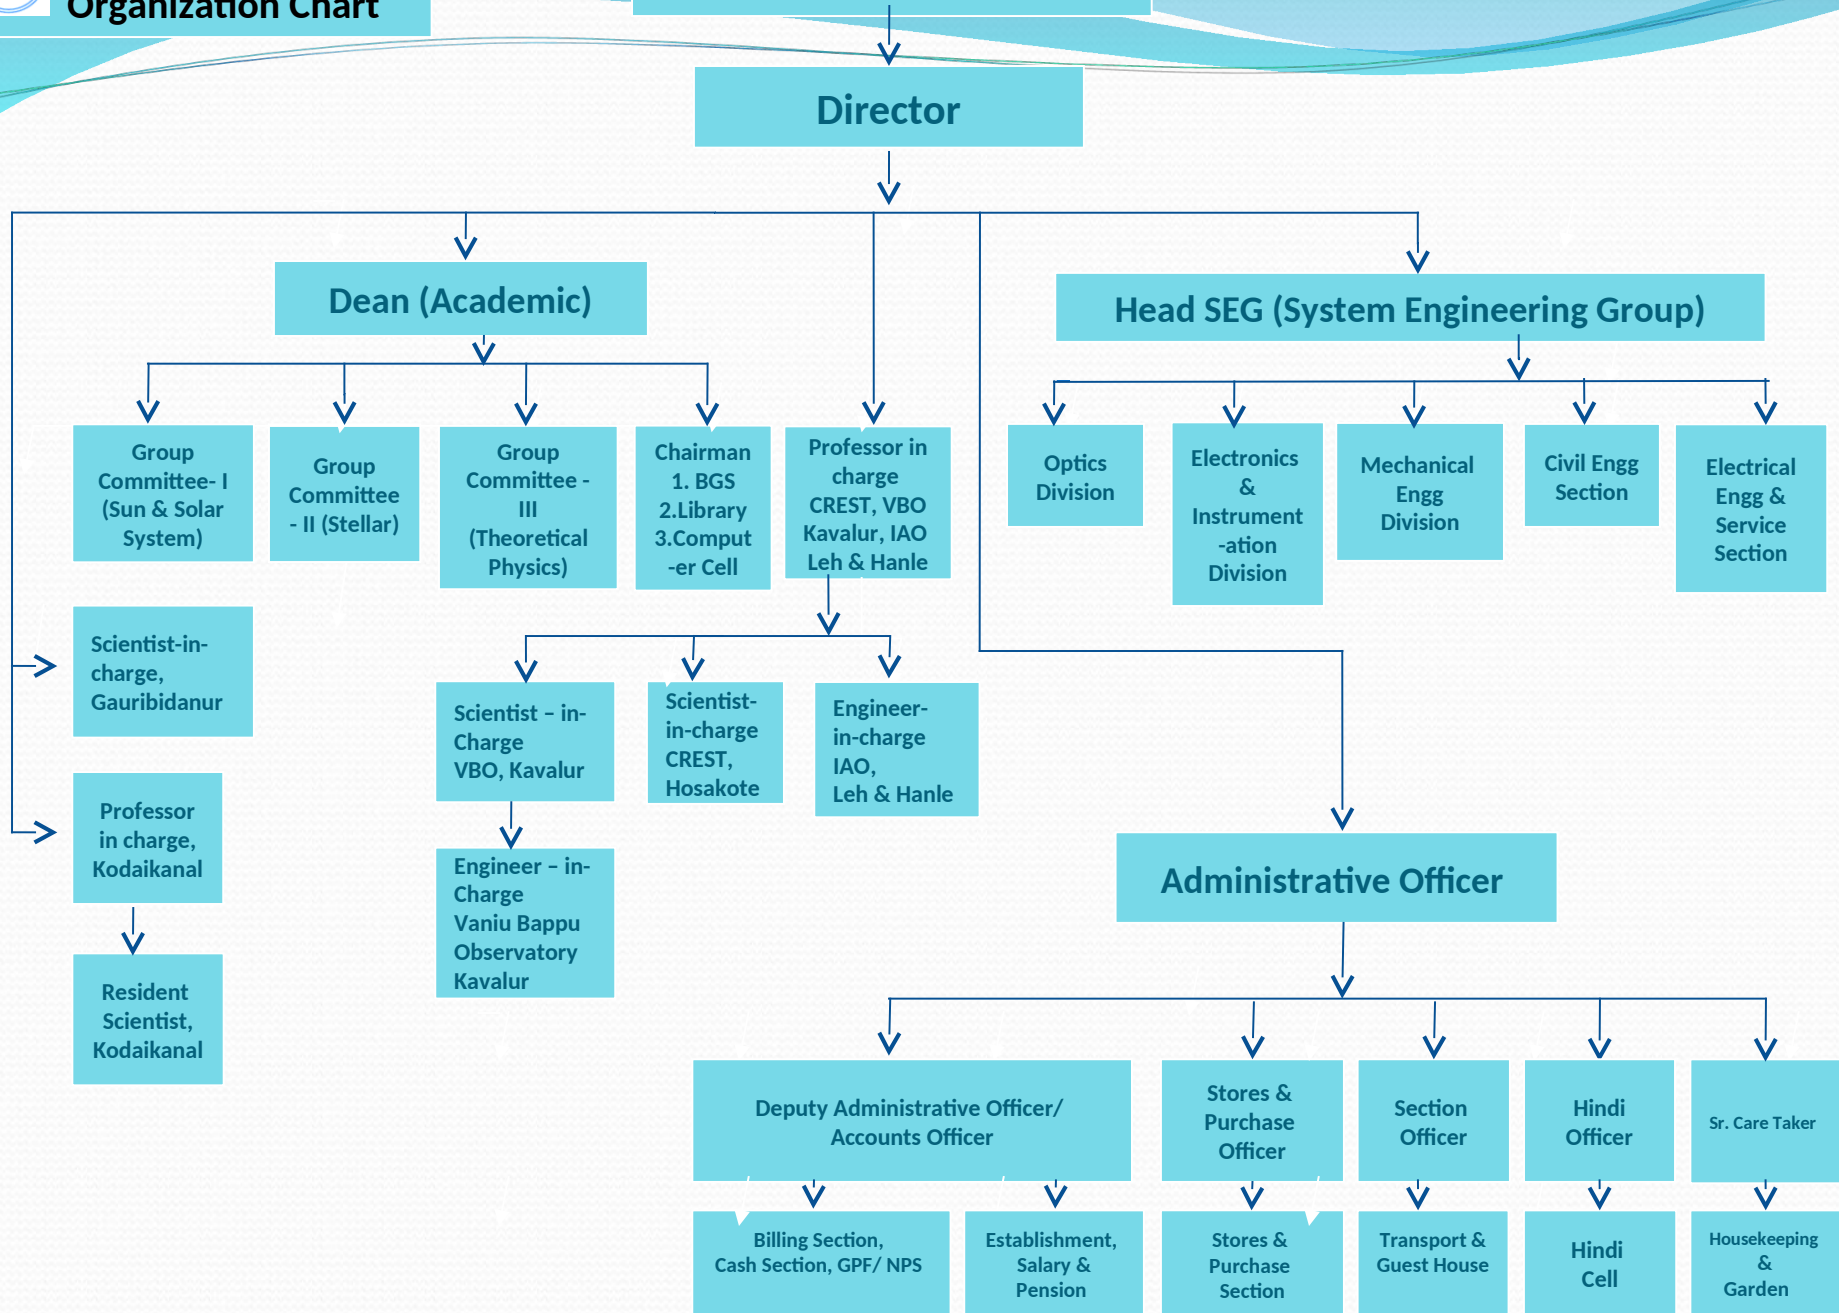 Organization Chart
Director
Dean (Academic)
Head SEG (System Engineering Group)
Group
Committee- I
(Sun & Solar
System)
Group
Committee
- II (Stellar)
Group
Committee -
III
(Theoretical
Physics)
Chairman
1. BGS
2.Library
3.Comput
-er Cell
Professor in
charge
CREST, VBO
Kavalur, IAO
Leh & Hanle
Optics
Division
Electronics
&
Instrument
-ation
Division
Mechanical
Engg
Division
Civil Engg
Section
Electrical
Engg &
Service
Section
Scientist-in-
charge,
Gauribidanur
Scientist – in-
Charge
VBO, Kavalur
Scientist-
in-charge
CREST,
Hosakote
Engineer-
in-charge
IAO,
Leh & Hanle
Professor
in charge,
Kodaikanal
Engineer – in-
Charge
Vaniu Bappu
Observatory
Kavalur
Administrative Officer
Resident
Scientist,
Kodaikanal
Deputy Administrative Officer/
Accounts Officer
Stores &
Purchase
Officer
Section
Officer
Hindi
Officer
Sr. Care Taker
Billing Section,
Cash Section, GPF/ NPS
Establishment,
Salary &
Pension
Stores &
Purchase
Section
Transport &
Guest House
Hindi
Cell
Housekeeping
&
Garden